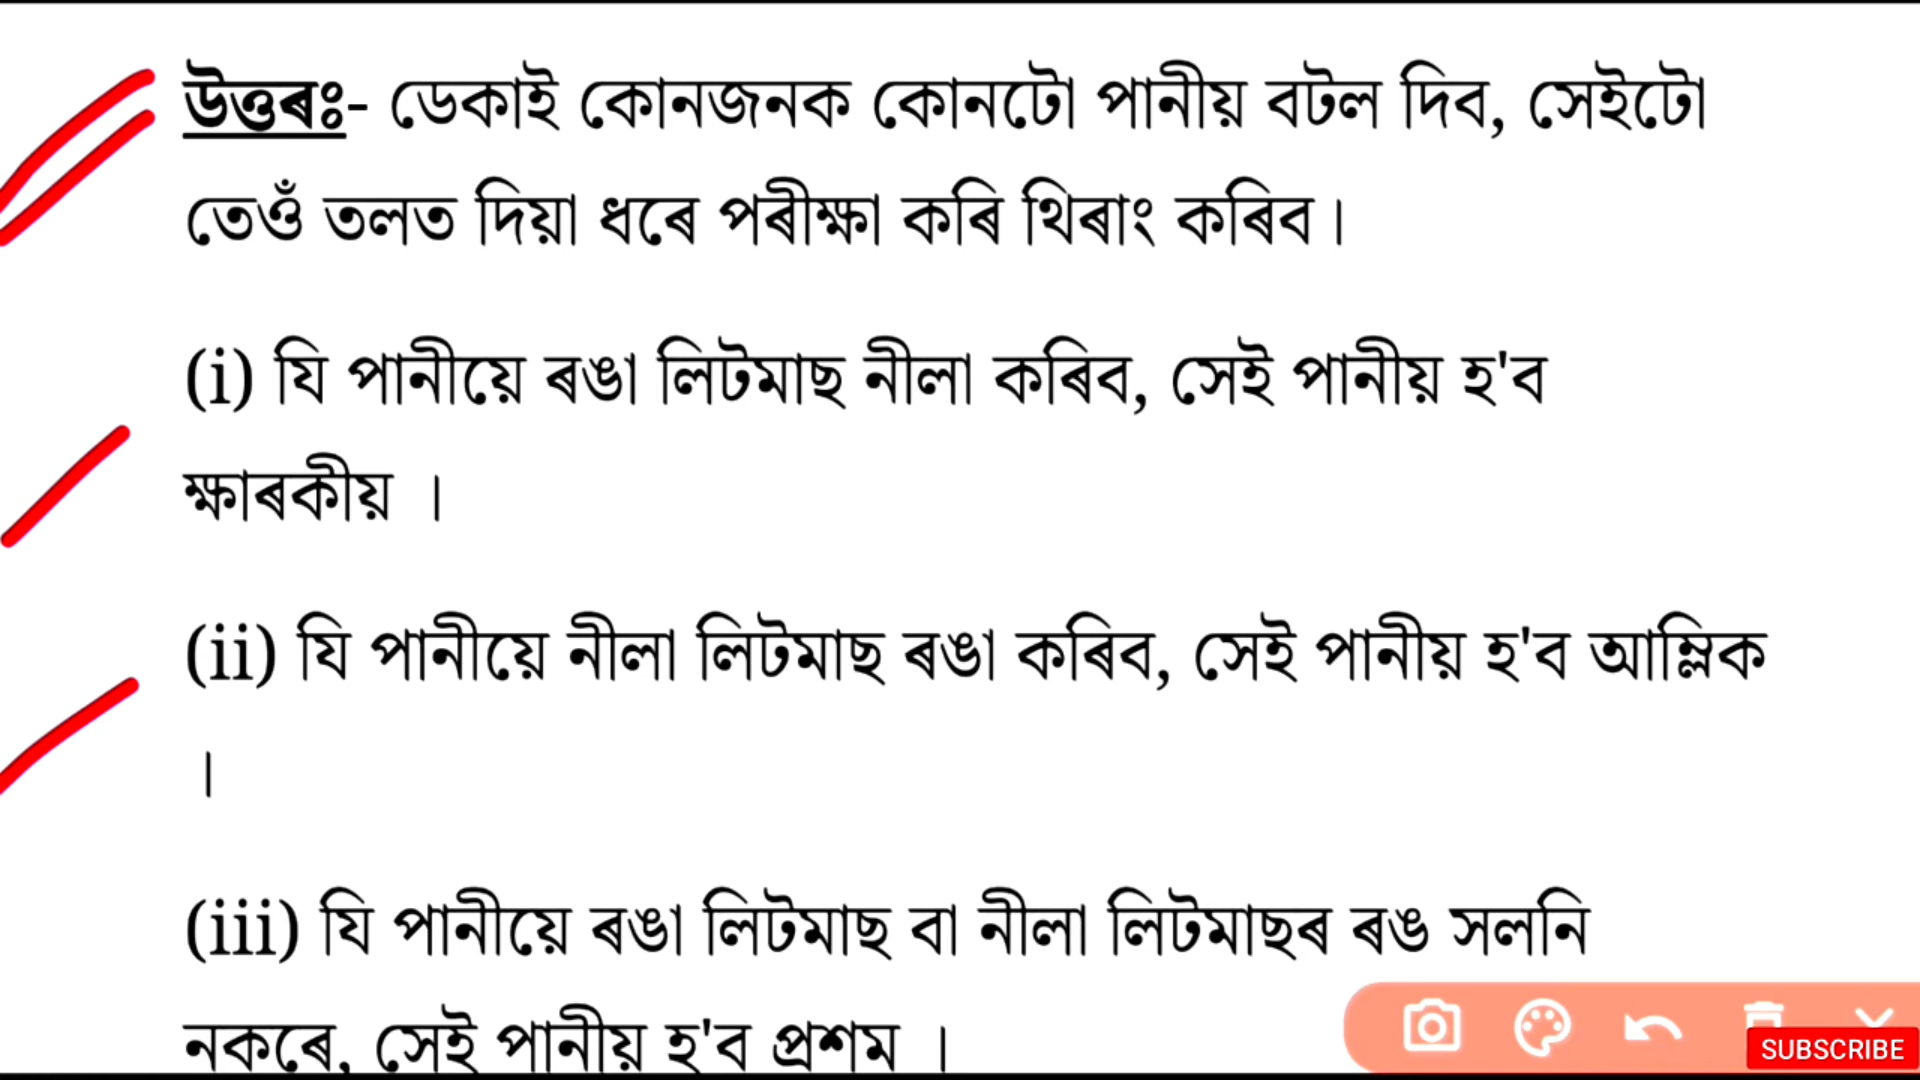 উত্তৰঃ- ডেকাই কোনজনক কোনটো পানীয় বটল দিব, সেইটো
তেওঁ তলত দিয়া ধৰে পৰীক্ষা কৰি থিৰাং কৰিব।
(i) যি পানীয়ে ৰঙা লিটমাছ নীলা কৰিব, সেই পানীয় হ'ব
ক্ষাৰকীয় ।
(ii) যি পানীয়ে নীলা লিটমাছ ৰঙা কৰিব, সেই পানীয় হ'ব আম্লিক
।
(iii) যি পানীয়ে ৰঙা লিটমাছ বা নীলা লিটমাছৰ ৰঙ সলনি
নকৰে, সেই পানীয় হ'ব প্ৰশম ।
SUBSCRIBE